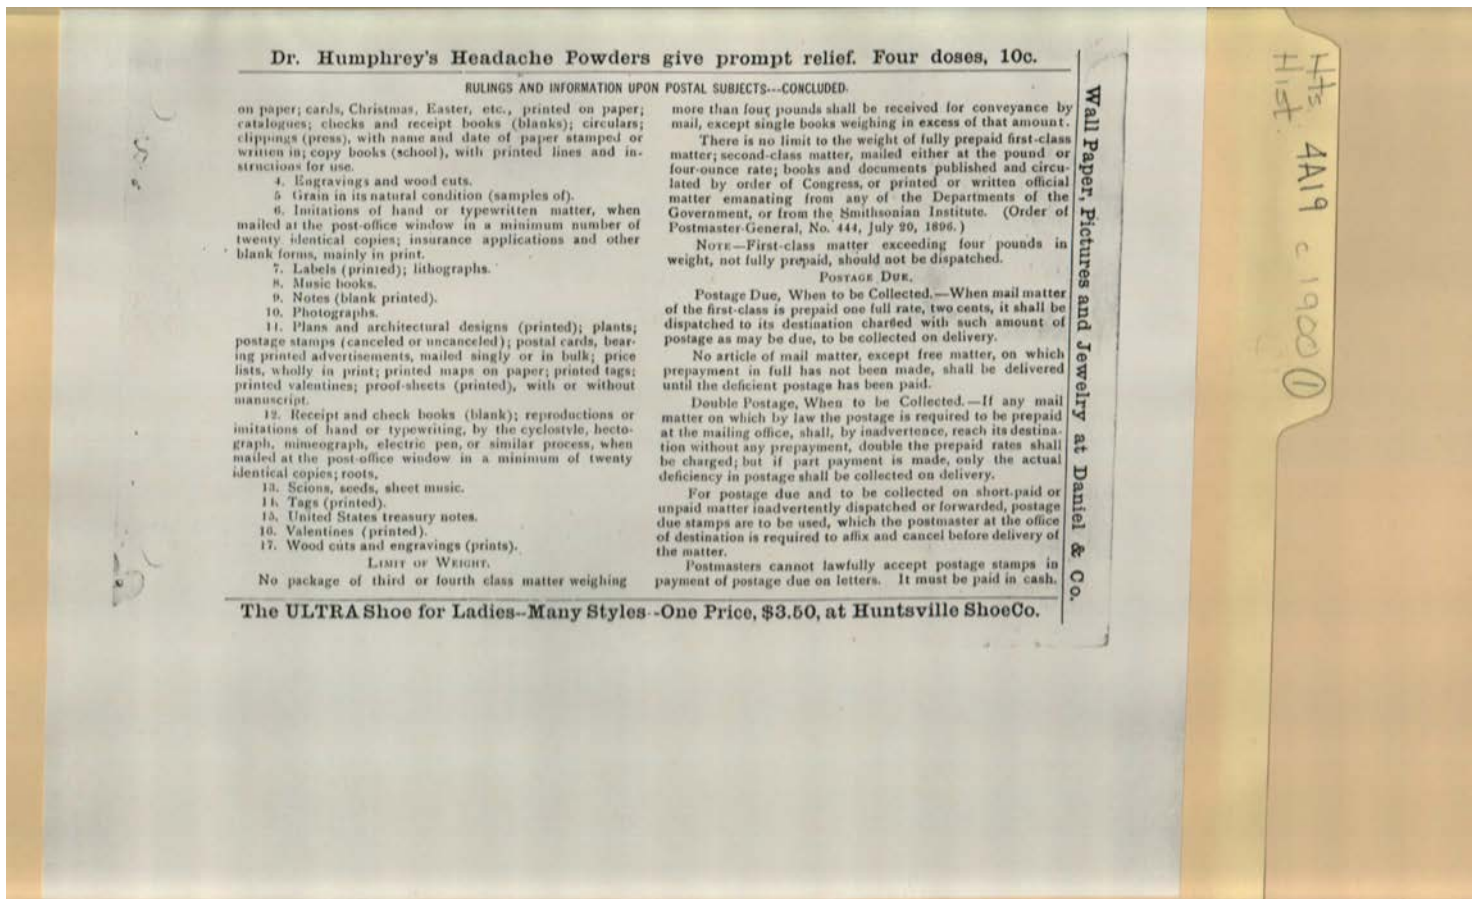 Dr. Humphrey's Headache Powders give prompt relief. Four doses, 10c.
RULINGS AND INFORMATION UPON POSTAL SUBJECTS---CONCLUDED.
on paper; cards, Christmas, Easter, etc., printed on paper;
catalogues; checks and receipt books (blanks); circulars;
clippings (press), with name and date of paper stamped or
written in; copy books (school), with printed lines and in-
structions for use.
4. Engravings and wood cuts.
5 Grain in its natural condition (samples of).
6. Imitations of hand or typewritten matter, when
mailed at the post-office window in a minimum number of
twenty identical copies; insurance applications and other
blank forms, mainly in print.
7. Labels (printed); lithographs.
8. Music books.
9. Notes (blank printed).
10. Photographs.
11. Plans and architectural designs (printed); plants;
postage stamps (canceled or uncanceled); postal cards, bear-
ing printed advertisements, mailed singly or in bulk; price
lists, wholly in print; printed maps on paper; printed tags;
printed valentines; proof-sheets (printed), with or without
manuscript.
12. Receipt and check books (blank); reproductions or
imitations of hand or typewriting, by the cyclostyle, hecto-
graph, mimeograph, electric pen, or similar process, when
mailed at the post-office window in a minimum of twenty
identical copies; roots,
13. Scions, seeds, sheet music.
14. Tags (printed).
15. United States treasury notes.
16. Valentines (printed).
17. Wood cuts and engravings (prints).
LIMIT OF WEIGHT.
No package of third or fourth class matter weighing
more than four pounds shall be received for conveyance by
mail, except single books weighing in excess of that amount.
There is no limit to the weight of fully prepaid first-class
matter; second-class matter, mailed either at the pound or
four-ounce rate; books and documents published and circu-
lated by order of Congress, or printed or written official
matter emanating from any of the Departments of the
Government, or from the Smithsonian Institute. (Order of
Postmaster-General, No. 444, July 20, 1896.)
NOTE—First-class matter exceeding four pounds in
weight, not fully prepaid, should not be dispatched.
POSTAGE DUE.
Postage Due, When to be Collected.—When mail matter
of the first-class is prepaid one full rate, two cents, it shall be
dispatched to its destination charged with such amount of
postage as may be due, to be collected on delivery.
No article of mail matter, except free matter, on which
prepayment in full has not been made, shall be delivered
until the deficient postage has been paid.
Double Postage, When to be Collected.—If any mail
matter on which by law the postage is required to be prepaid
at the mailing office, shall, by inadvertence, reach its destina-
tion without any prepayment, double the prepaid rates shall
be charged; but if part payment is made, only the actual
deficiency in postage shall be collected on delivery.
For postage due and to be collected on short-paid or
unpaid matter inadvertently dispatched or forwarded, postage
due stamps are to be used, which the postmaster at the office
of destination is required to affix and cancel before delivery of
the matter.
Postmasters cannot lawfully accept postage stamps in
payment of postage due on letters. It must be paid in cash.
The ULTRA Shoe for Ladies--Many Styles--One Price, $3.50, at Huntsville ShoeCo.
Wall Paper, Pictures and Jewelry at Daniel & Co.
Hts 4A19 c 1900 (1)
Hist.